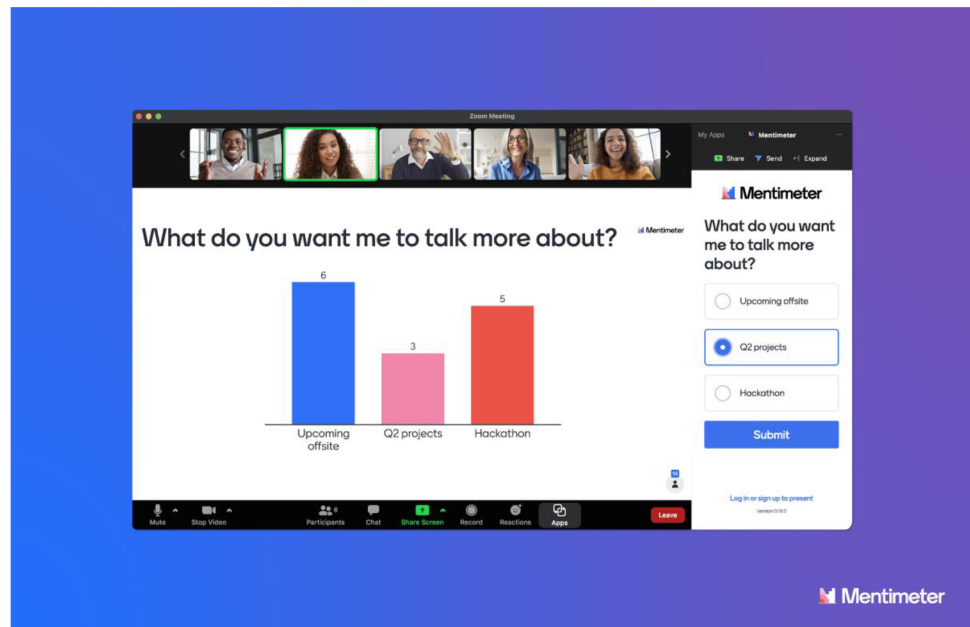 Zoom Meeting
My Apps
Mentimeter
Share
Send
Expand
What do you want me to talk more about?
Mentimeter
6
3
5
Upcoming
offsite
Q2 projects
Hackathon
14
Mentimeter
What do you want
me to talk more
about?
Upcoming offsite
Q2 projects
Hackathon
Submit
Log in or sign up to present
Mute
Stop Video
6
Participants
Chat
Share Screen
Record
Reactions
Apps
Leave
Mentimeter